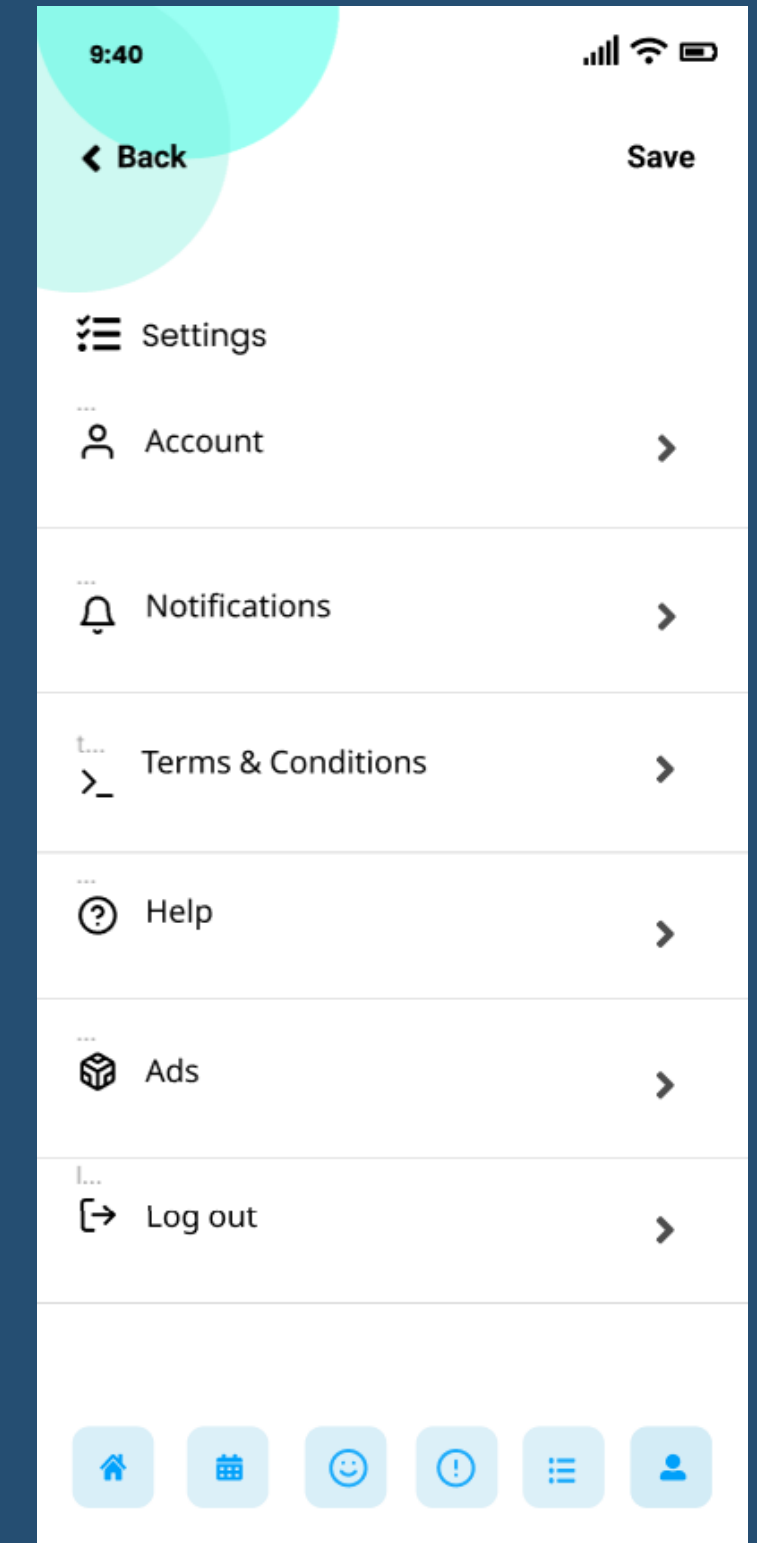 9:40
Back
Save
Settings
...
Account
...
Notifications
t...
Terms & Conditions
...
Help
...
Ads
l...
Log out